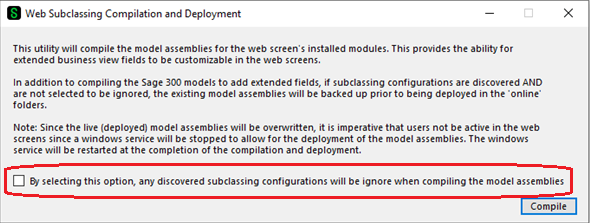 Web Subclassing Compilation and Deployment
This utility will compile the model assemblies for the web screen's installed modules. This provides the ability for
extended business view fields to be customizable in the web screens.
In addition to compiling the Sage 300 models to add extended fields, if subclassing configurations are discovered AND
are not selected to be ignored, the existing model assemblies will be backed up prior to being deployed in the `online'
folders.
Note: Since the live (deployed) model assemblies will be overwritten, it is imperative that users not be active in the web
screens since a windows service will be stopped to allow for the deployment of the model assemblies. The windows
service will be restarted at the completion of the compilation and deployment.
By selecting this option, any discovered subclassing configurations will be ignore when compiling the model assemblies
Compile